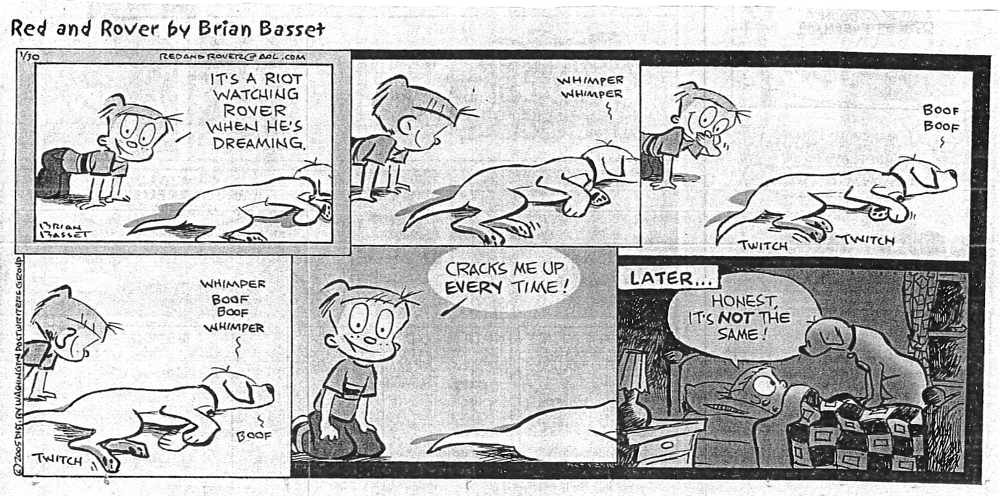 Red and Rover by Brian Basset
1/30
REDANDROVER@AOL.COM
IT'S A RIOT
WATCHING
ROVER
WHEN HE'S
DREAMING.
BRIAN
BASSET
WHIMPER
WHIMPER
BOOF
BOOF
TWITCH
TWITCH
© 2005 DIST. BY WASHINGTON POST WRITERS GROUP
WHIMPER
BOOF
BOOF
WHIMPER
BOOF
TWITCH
CRACKS ME UP
EVERY TIME!
LATER...
HONEST,
IT'S NOT THE
SAME!